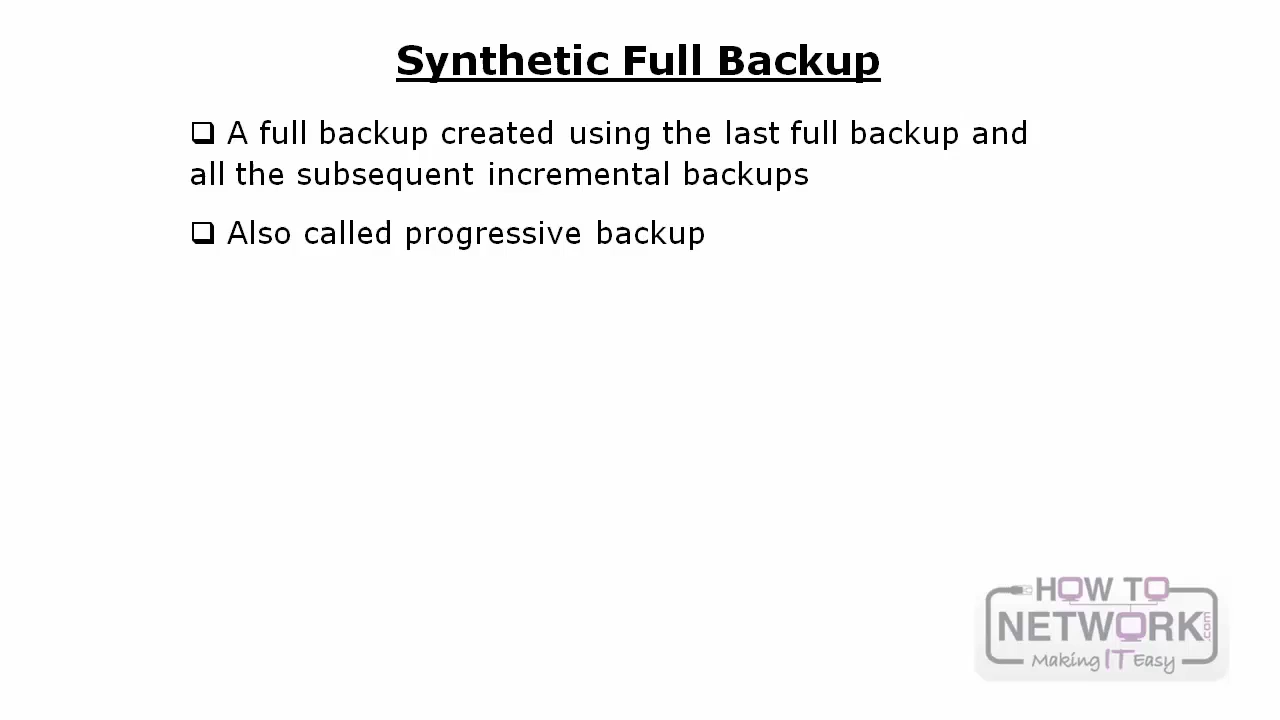 Synthetic Full Backup
❑ A full backup created using the last full backup and
all the subsequent incremental backups
❑ Also called progressive backup
HOW TO
NETWORK.com
Making IT Easy